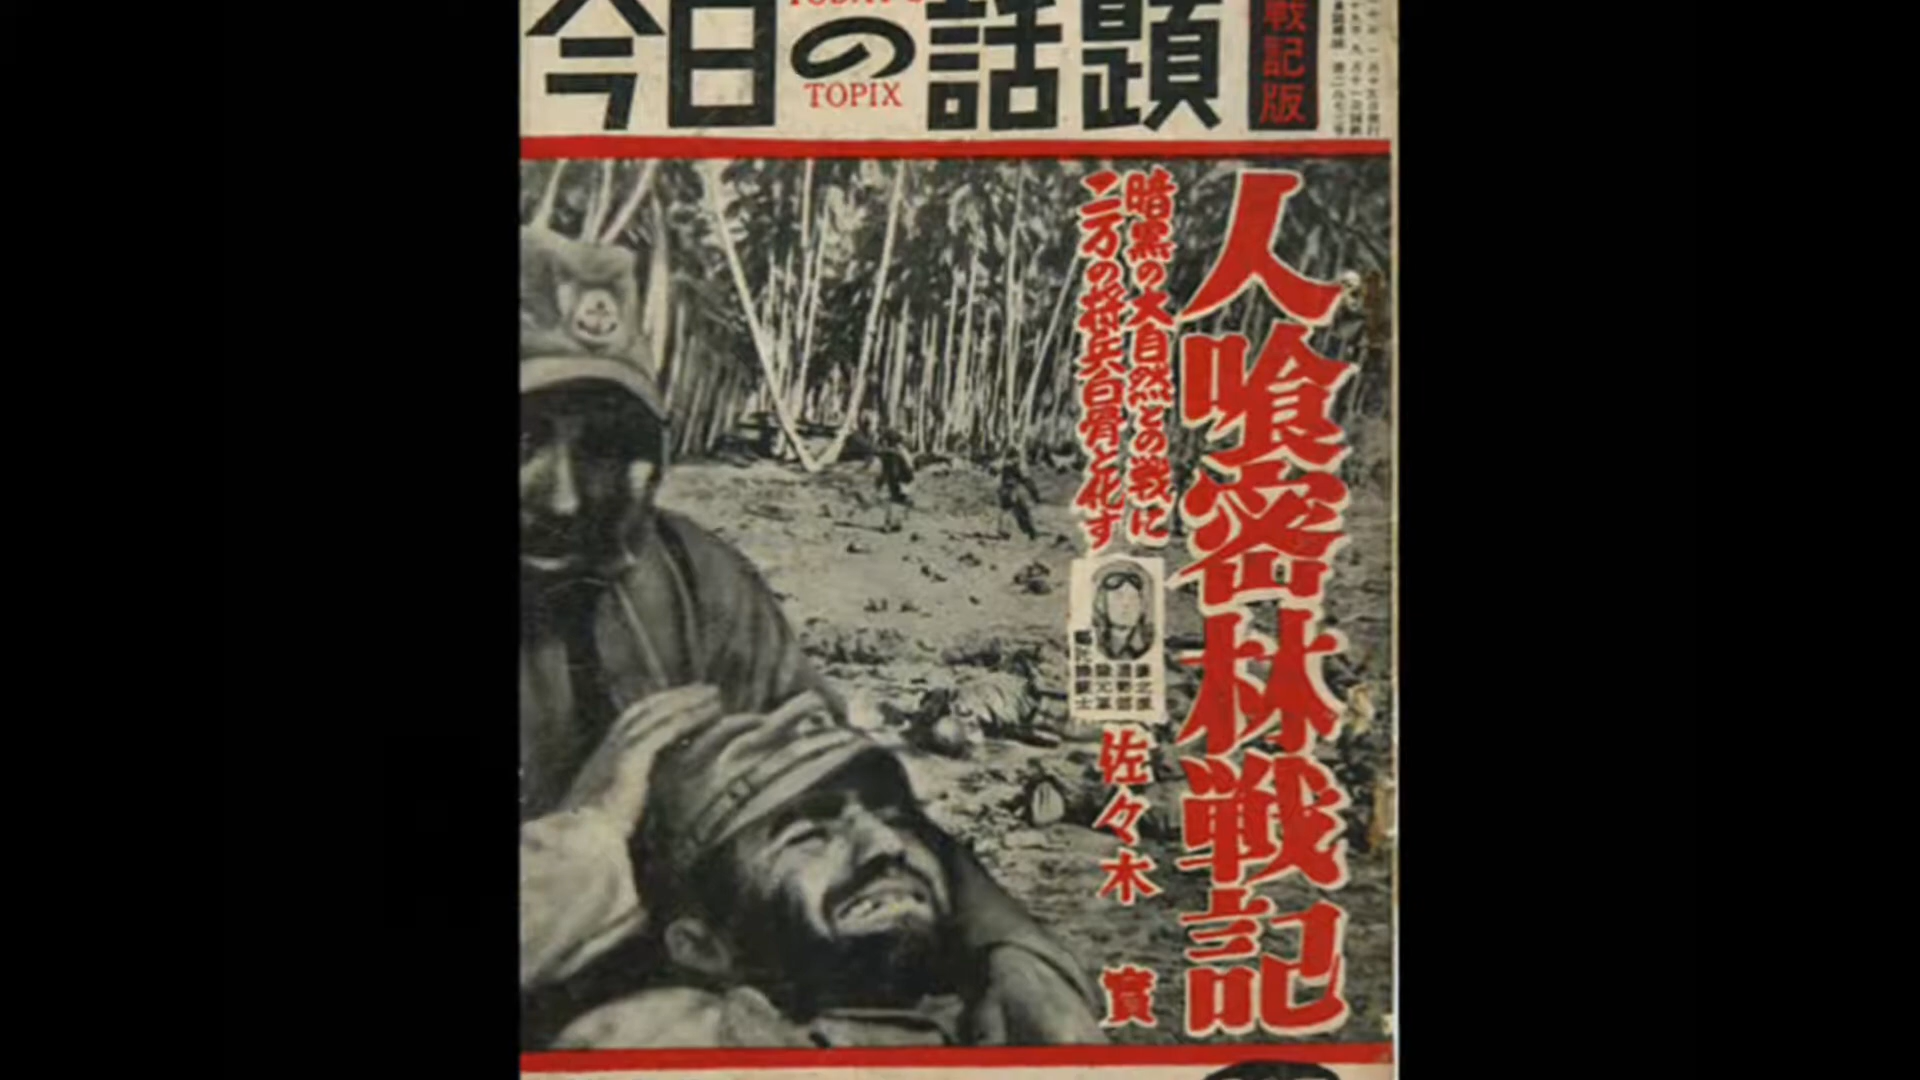 TODAY'S
今日の話題
TOPIX
戦記版
人喰密林戦記
暗黒の大自然との戦に
二万の将兵白骨と化す
佐々木 實